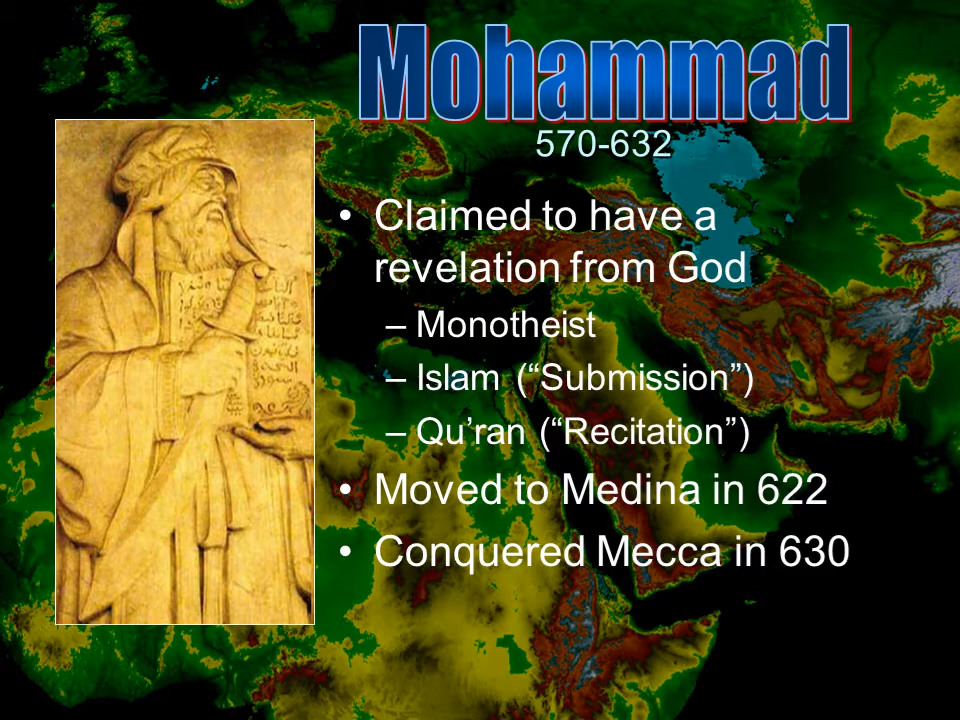 Mohammad
570-632
• Claimed to have a
revelation from God
– Monotheist
– Islam (“Submission”)
– Qu’ran (“Recitation”)
• Moved to Medina in 622
• Conquered Mecca in 630